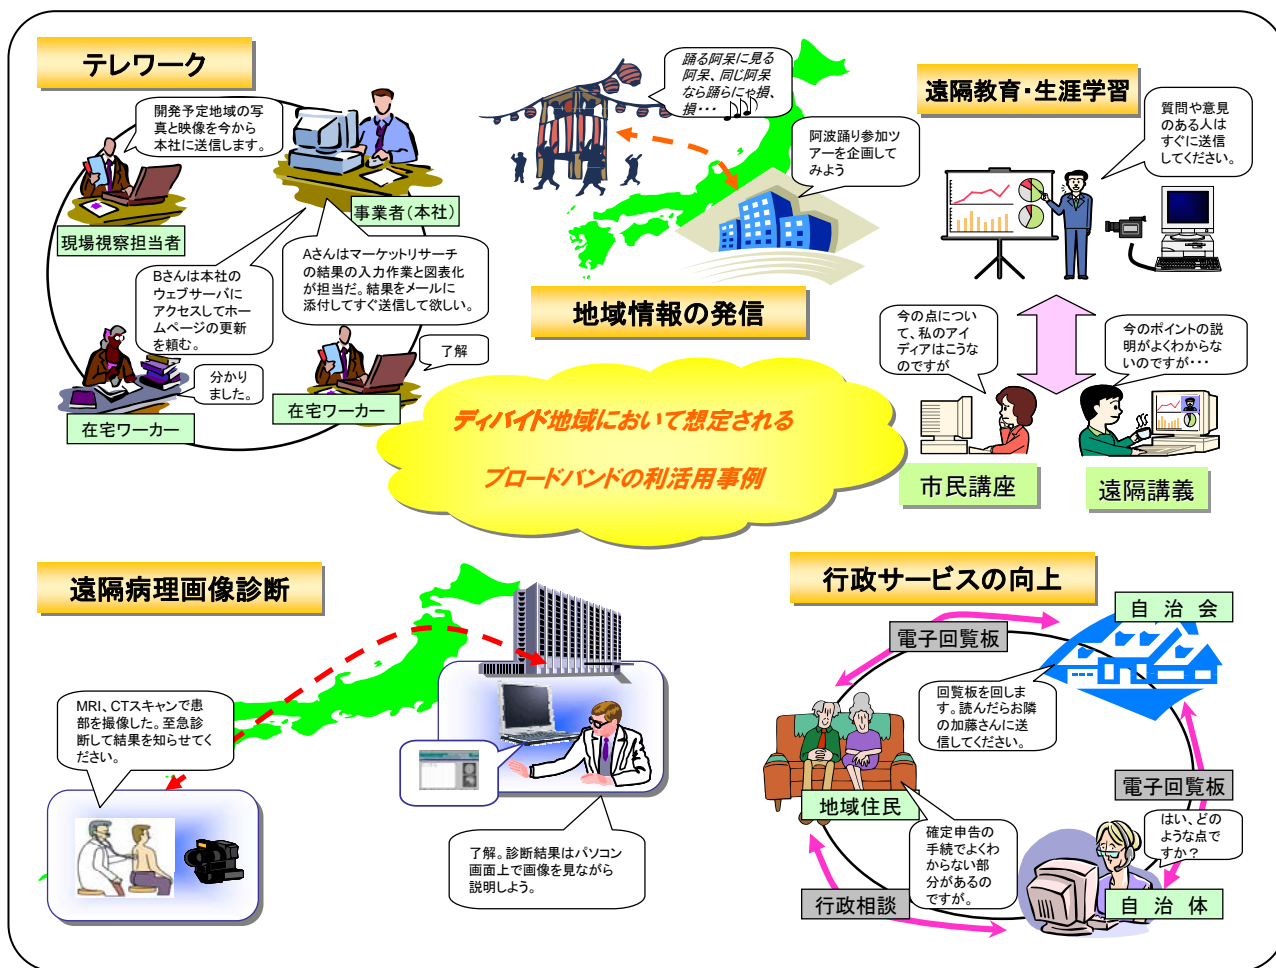 テレワーク
開発予定地域の写
真と映像を今から
本社に送信します。
現場視察担当者
事業者(本社)
Bさんは本社の
ウェブサーバに
アクセスしてホー
ムページの更新
を頼む。
Aさんはマーケットリサーチ
の結果の入力作業と図表化
が担当だ。結果をメールに
添付してすぐ送信して欲しい。
分かり
ました。
了解
在宅ワーカー
在宅ワーカー
踊る阿呆に見る
阿呆、同じ阿呆
なら踊らにゃ損、
損・・・
阿波踊り参加ツ
アーを企画して
みよう
地域情報の発信
遠隔教育・生涯学習
質問や意見
のある人は
すぐに送信
してください。
今の点につい
て、私のアイ
ディアはこうな
のですが
今のポイントの説
明がよくわからな
いのですが・・・
市民講座
遠隔講義
ディバイド地域において想定される
ブロードバンドの利活用事例
遠隔病理画像診断
MRI、CTスキャンで患
部を撮像した。至急診
断して結果を知らせてく
ださい。
了解。診断結果はパソコン
画面上で画像を見ながら
説明しよう。
行政サービスの向上
自治会
電子回覧板
回覧板を回しま
す。読んだらお隣
の加藤さんに送
信してください。
地域住民
電子回覧板
確定申告の
手続でよくわ
からない部
分があるの
ですが。
はい、どの
ような点で
すか？
行政相談
自治体